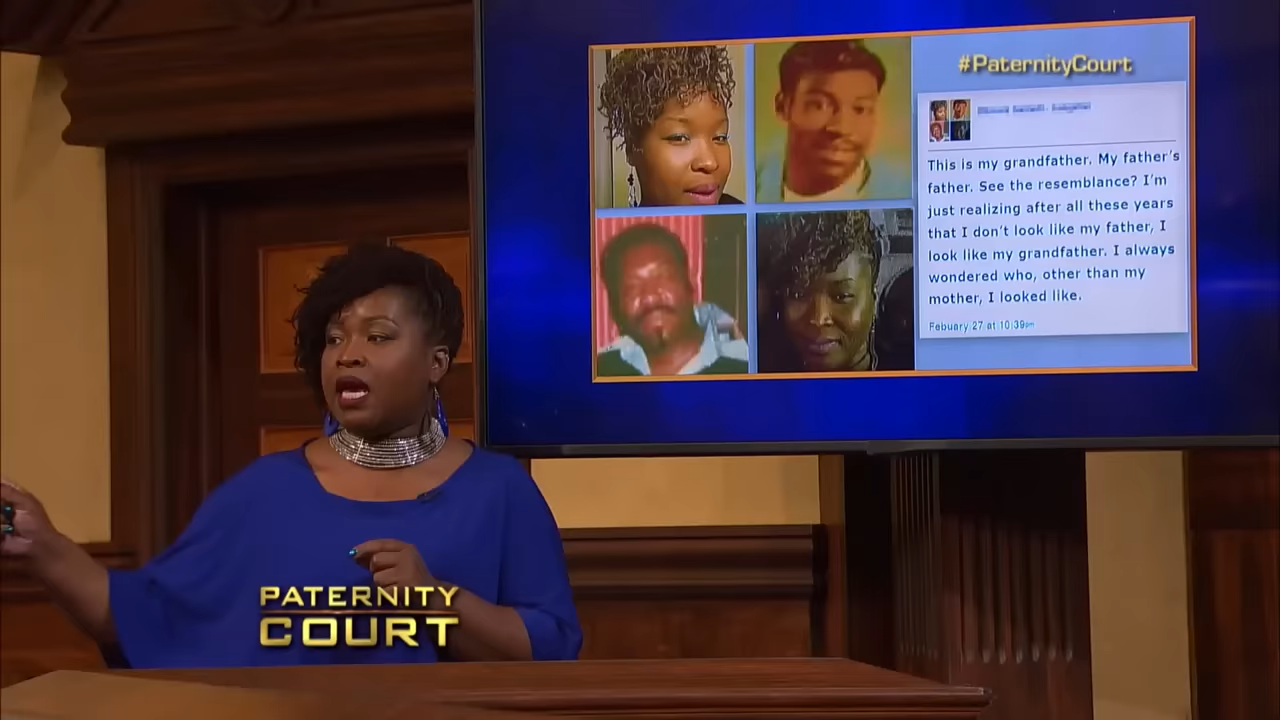 #PaternityCourt
This is my grandfather. My father's
father. See the resemblance? I'm
just realizing after all these years
that I don't look like my father, I
look like my grandfather. I always
wondered who, other than my
mother, I looked like.
Febuary 27 at 10:39pm
PATERNITY
COURT